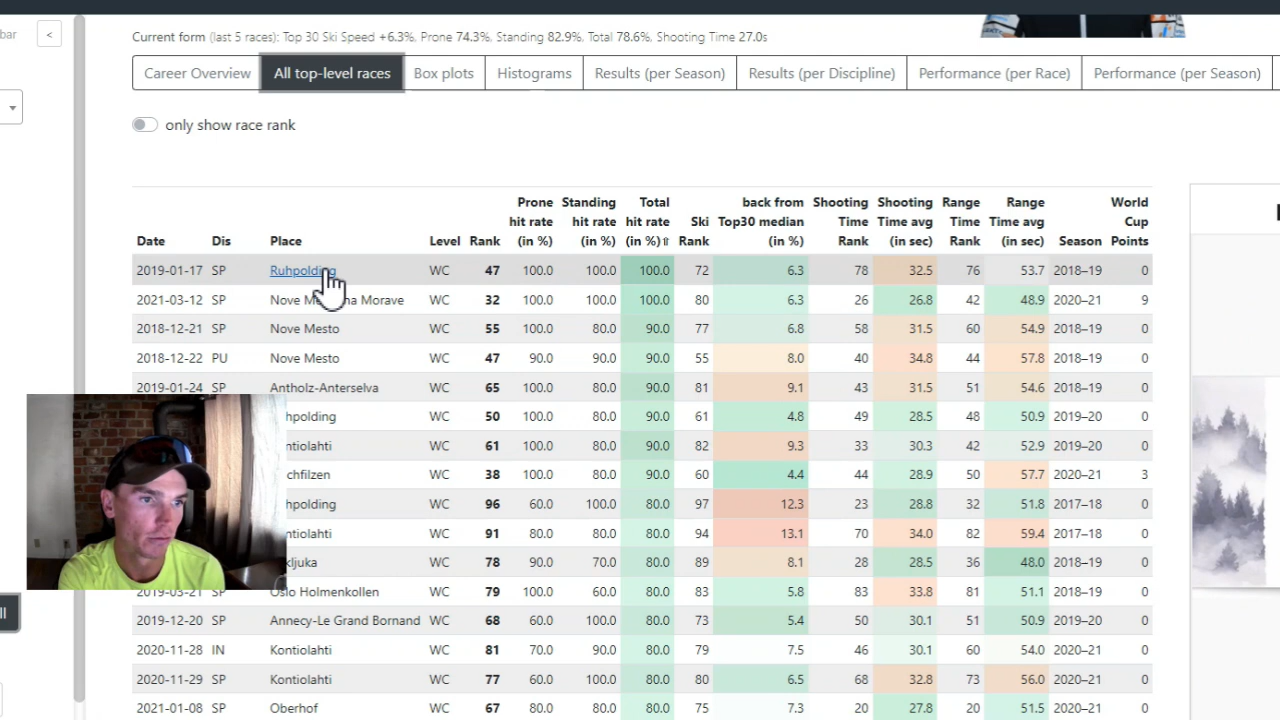 bar
<
Current form (last 5 races): Top 30 Ski Speed +6.3%, Prone 74.3%, Standing 82.9%, Total 78.6%, Shooting Time 27.0s
Career Overview All top-level races Box plots Histograms Results (per Season) Results (per Discipline) Performance (per Race) Performance (per Season)
only show race rank
Prone Standing Total back from Shooting Shooting Range Range World
hit rate hit rate hit rate Ski Top30 median Time Time avg Time Time avg Cup
Date Dis Place Level Rank (in %) (in %) (in %)⇧ Rank (in %) Rank (in sec) Rank (in sec) Season Points
2019-01-17 SP Ruhpolding WC 47 100.0 100.0 100.0 72 6.3 78 32.5 76 53.7 2018–19 0
2021-03-12 SP Nove Me na Morave WC 32 100.0 100.0 100.0 80 6.3 26 26.8 42 48.9 2020–21 9
2018-12-21 SP Nove Mesto WC 55 100.0 80.0 90.0 77 6.8 58 31.5 60 54.9 2018–19 0
2018-12-22 PU Nove Mesto WC 47 90.0 90.0 90.0 55 8.0 40 34.8 44 57.8 2018–19 0
2019-01-24 SP Antholz-Anterselva WC 65 100.0 80.0 90.0 81 9.1 43 31.5 51 54.6 2018–19 0
hpolding WC 50 100.0 80.0 90.0 61 4.8 49 28.5 48 50.9 2019–20 0
ntiolahti WC 61 100.0 80.0 90.0 82 9.3 33 30.3 42 52.9 2019–20 0
chfilzen WC 38 100.0 80.0 90.0 60 4.4 44 28.9 50 57.7 2020–21 3
hpolding WC 96 60.0 100.0 80.0 97 12.3 23 28.8 32 51.8 2017–18 0
ntiolahti WC 91 80.0 80.0 80.0 94 13.1 70 34.0 82 59.4 2017–18 0
kljuka WC 78 90.0 70.0 80.0 89 8.1 28 28.5 36 48.0 2018–19 0
2019-03-21 SP Oslo Holmenkollen WC 79 100.0 60.0 80.0 83 5.8 83 33.8 81 51.1 2018–19 0
2019-12-20 SP Annecy-Le Grand Bornand WC 68 80.0 80.0 80.0 73 5.4 50 30.1 51 50.9 2019–20 0
2020-11-28 IN Kontiolahti WC 81 70.0 90.0 80.0 79 7.5 46 30.1 60 54.0 2020–21 0
2020-11-29 SP Kontiolahti WC 77 60.0 100.0 80.0 80 6.5 68 32.8 73 56.0 2020–21 0
2021-01-08 SP Oberhof WC 67 80.0 80.0 80.0 75 7.3 20 27.8 20 51.5 2020–21 0